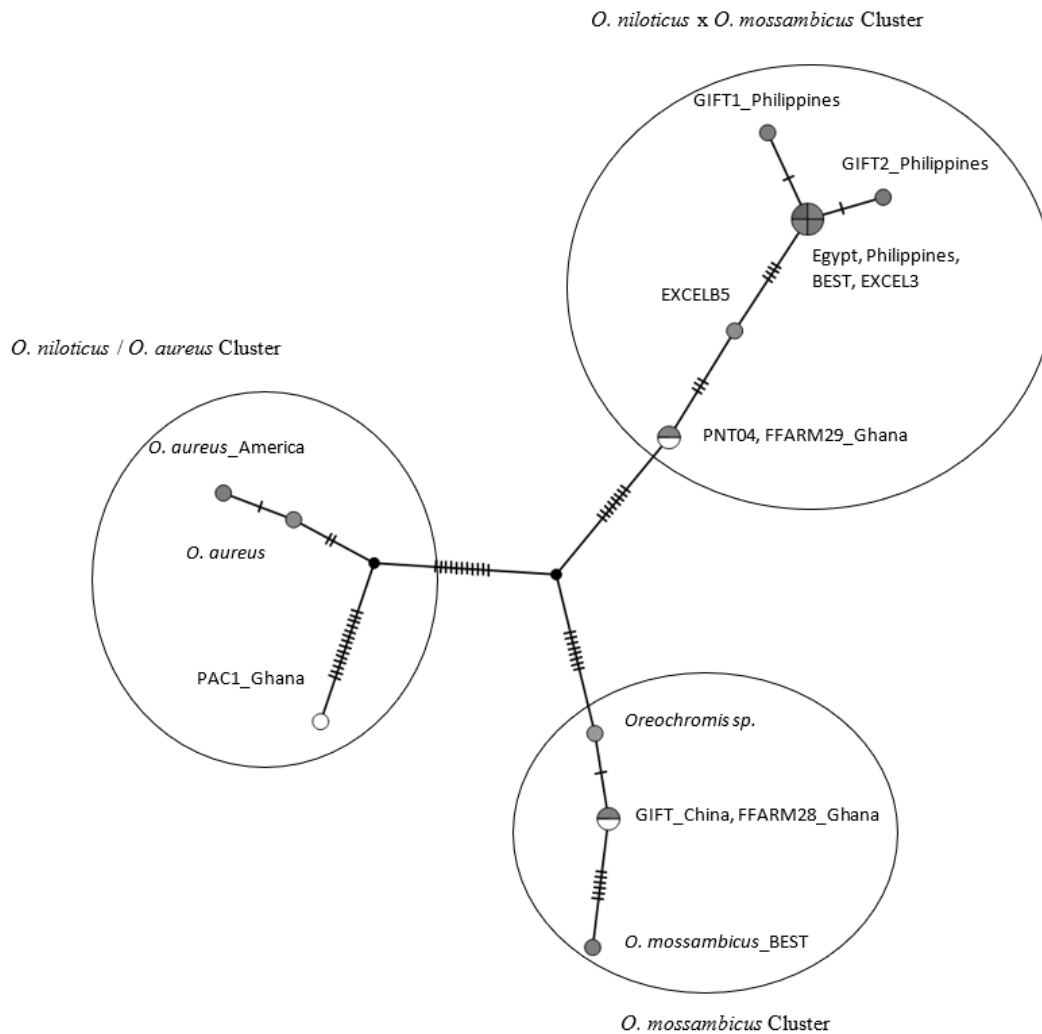 O. niloticus x O. mossambicus Cluster
GIFT1_Philippines
GIFT2_Philippines
Egypt, Philippines,
BEST, EXCEL3
EXCELB5
PNT04, FFARM29_Ghana
O. niloticus / O. aureus Cluster
O. aureus_America
O. aureus
PAC1_Ghana
Oreochromis sp.
GIFT_China, FFARM28_Ghana
O. mossambicus_BEST
O. mossambicus Cluster